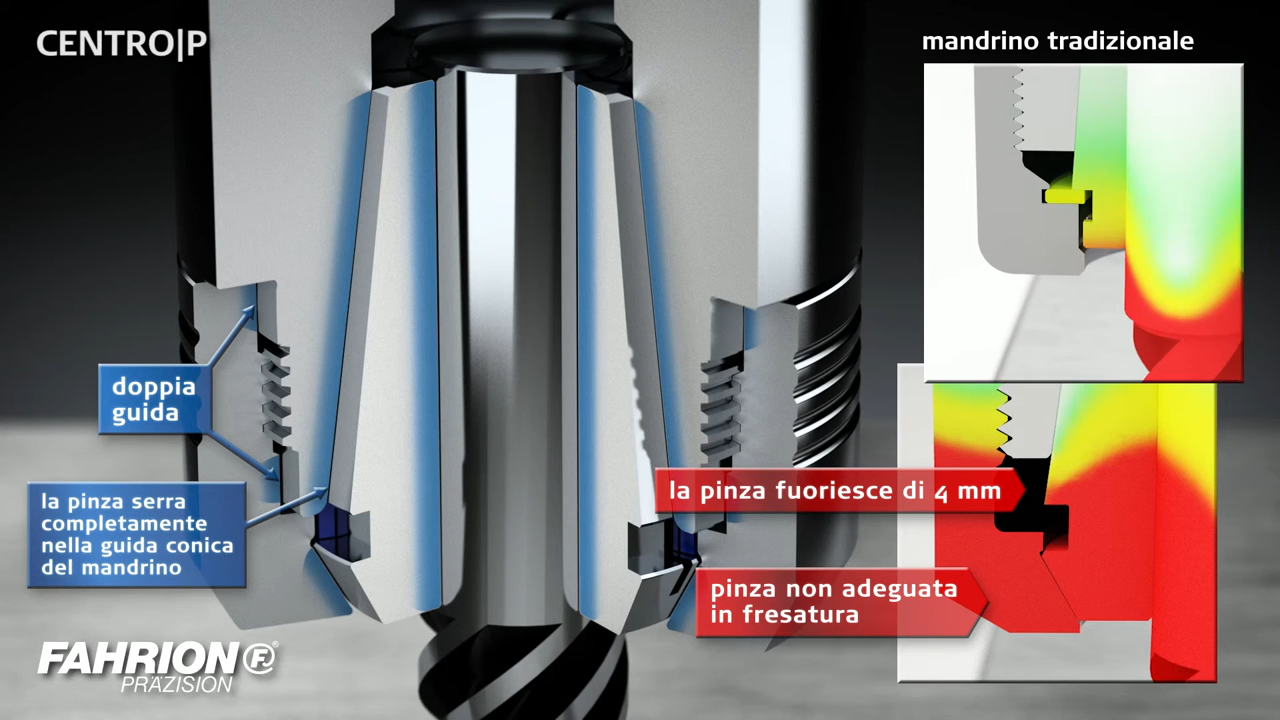 CENTRO|P
mandrino tradizionale
doppia
guida
la pinza serra
completamente
nella guida conica
del mandrino
la pinza fuoriesce di 4 mm
pinza non adeguata
in fresatura
FAHRION F ®
PRÄZISION